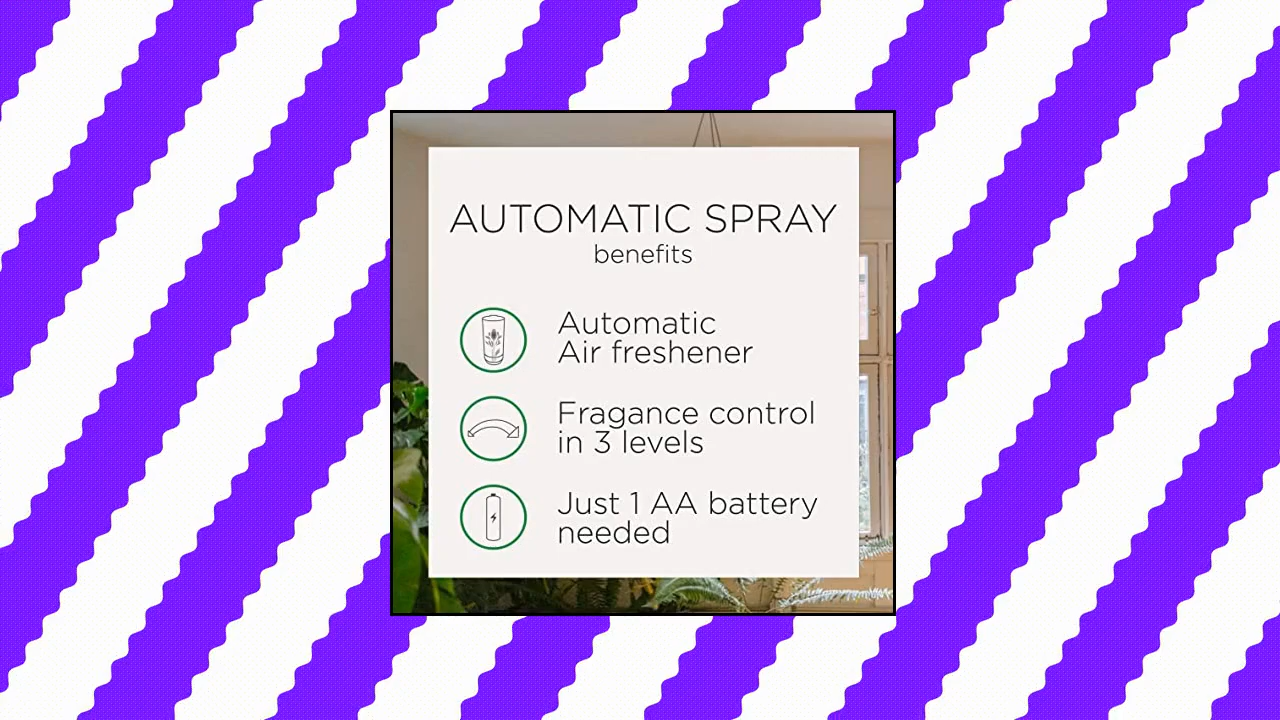 AUTOMATIC SPRAY
benefits
Automatic
Air freshener
Fragance control
in 3 levels
Just 1 AA battery
needed